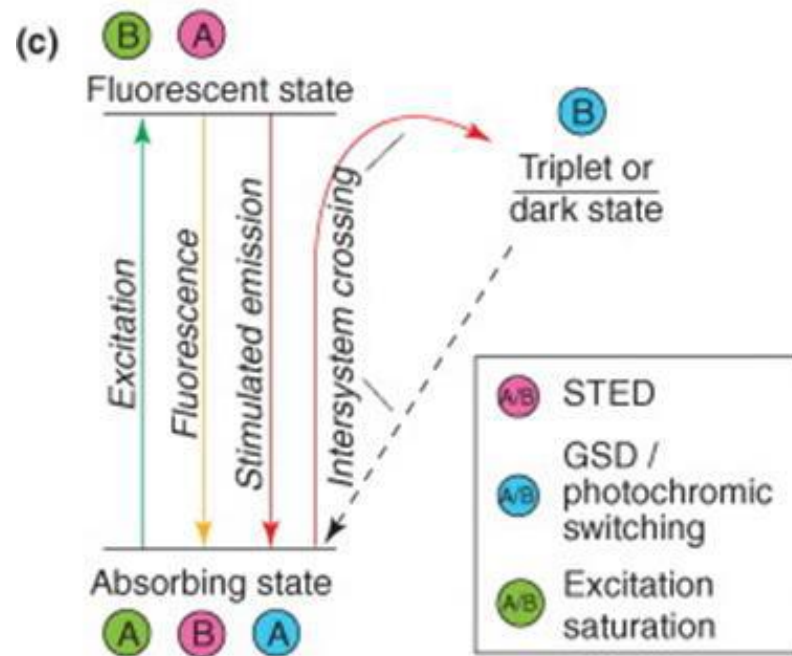 (c)
B A
Fluorescent state
B
Triplet or
dark state
Excitation
Fluorescence
Stimulated emission
Intersystem crossing
A/B STED
A/B GSD /
photochromic
switching
A/B Excitation
saturation
Absorbing state
A B A